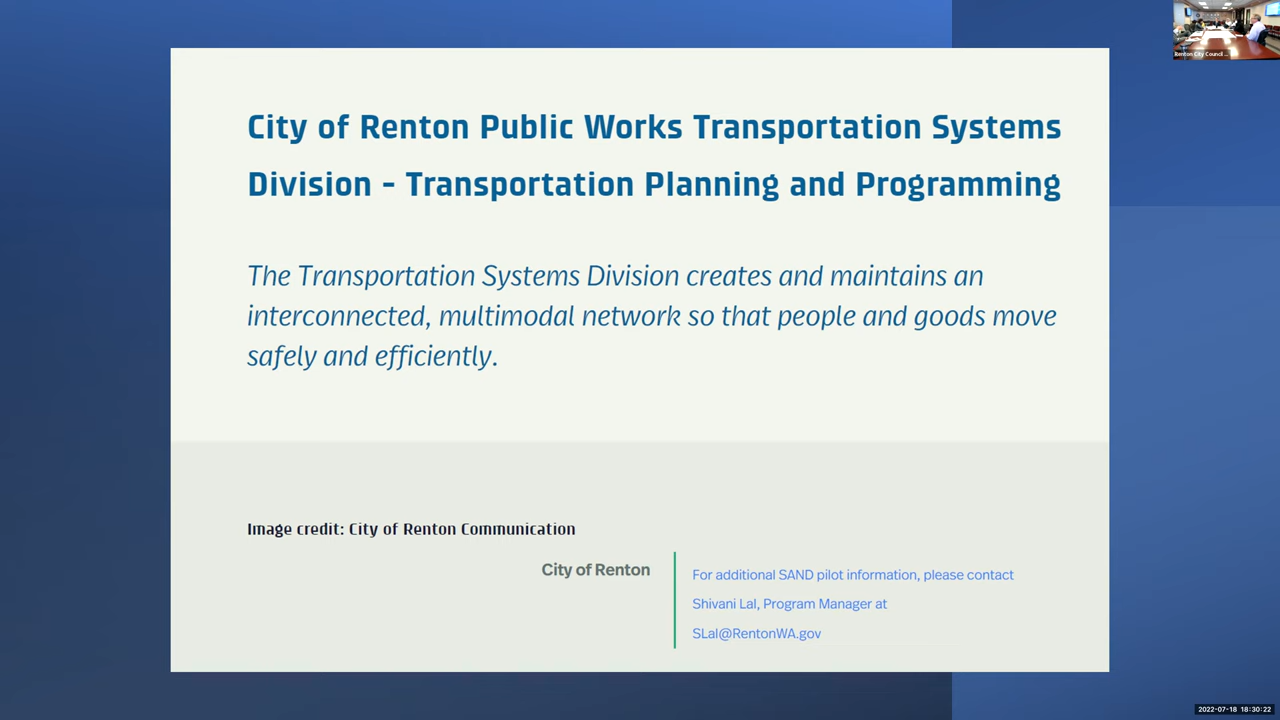 City of Renton Public Works Transportation Systems
Division - Transportation Planning and Programming
The Transportation Systems Division creates and maintains an
interconnected, multimodal network so that people and goods move
safely and efficiently.
Image credit: City of Renton Communication
City of Renton
For additional SAND pilot information, please contact
Shivani Lal, Program Manager at
SLal@RentonWA.gov
Renton City Council ...
2022-07-18 18:30:22